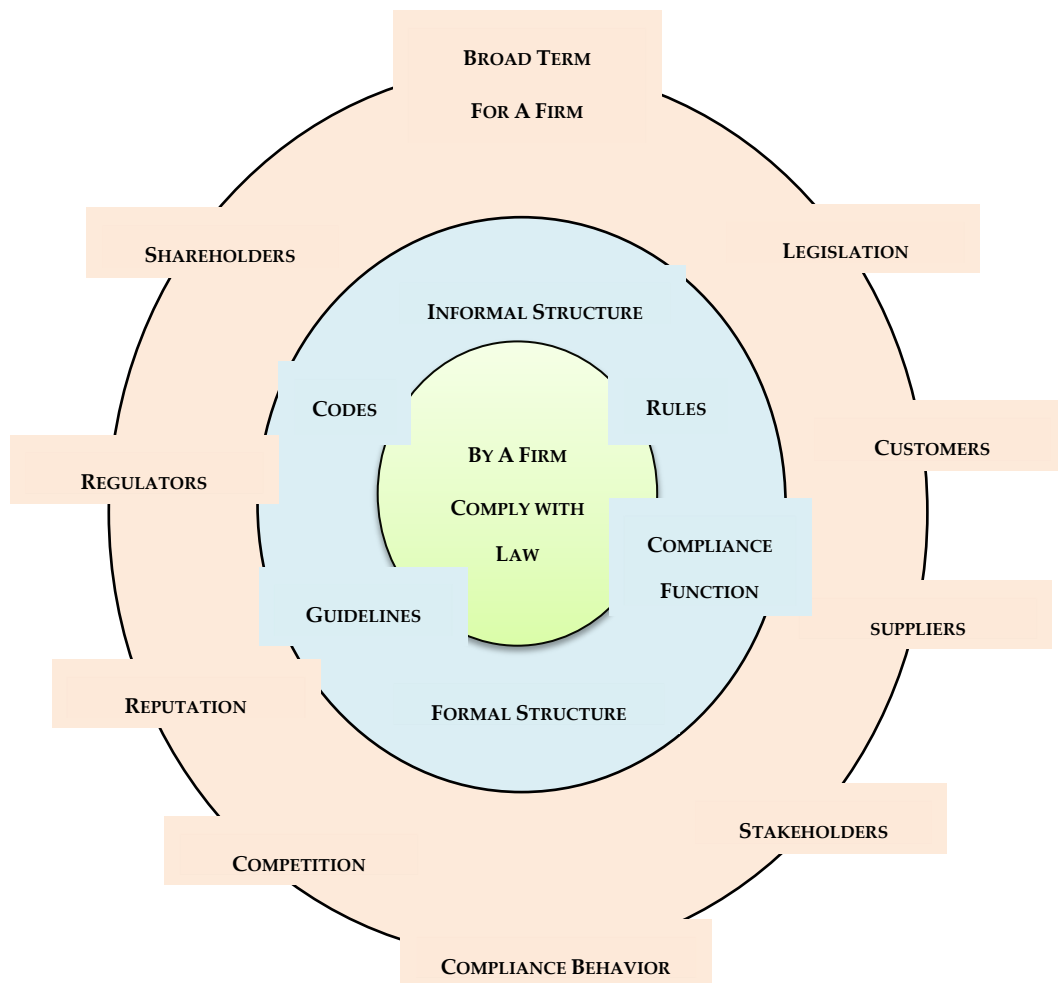 BROAD TERM
FOR A FIRM
SHAREHOLDERS
LEGISLATION
INFORMAL STRUCTURE
CODES
RULES
BY A FIRM
COMPLY WITH
LAW
REGULATORS
CUSTOMERS
COMPLIANCE
FUNCTION
GUIDELINES
SUPPLIERS
REPUTATION
FORMAL STRUCTURE
STAKEHOLDERS
COMPETITION
COMPLIANCE BEHAVIOR